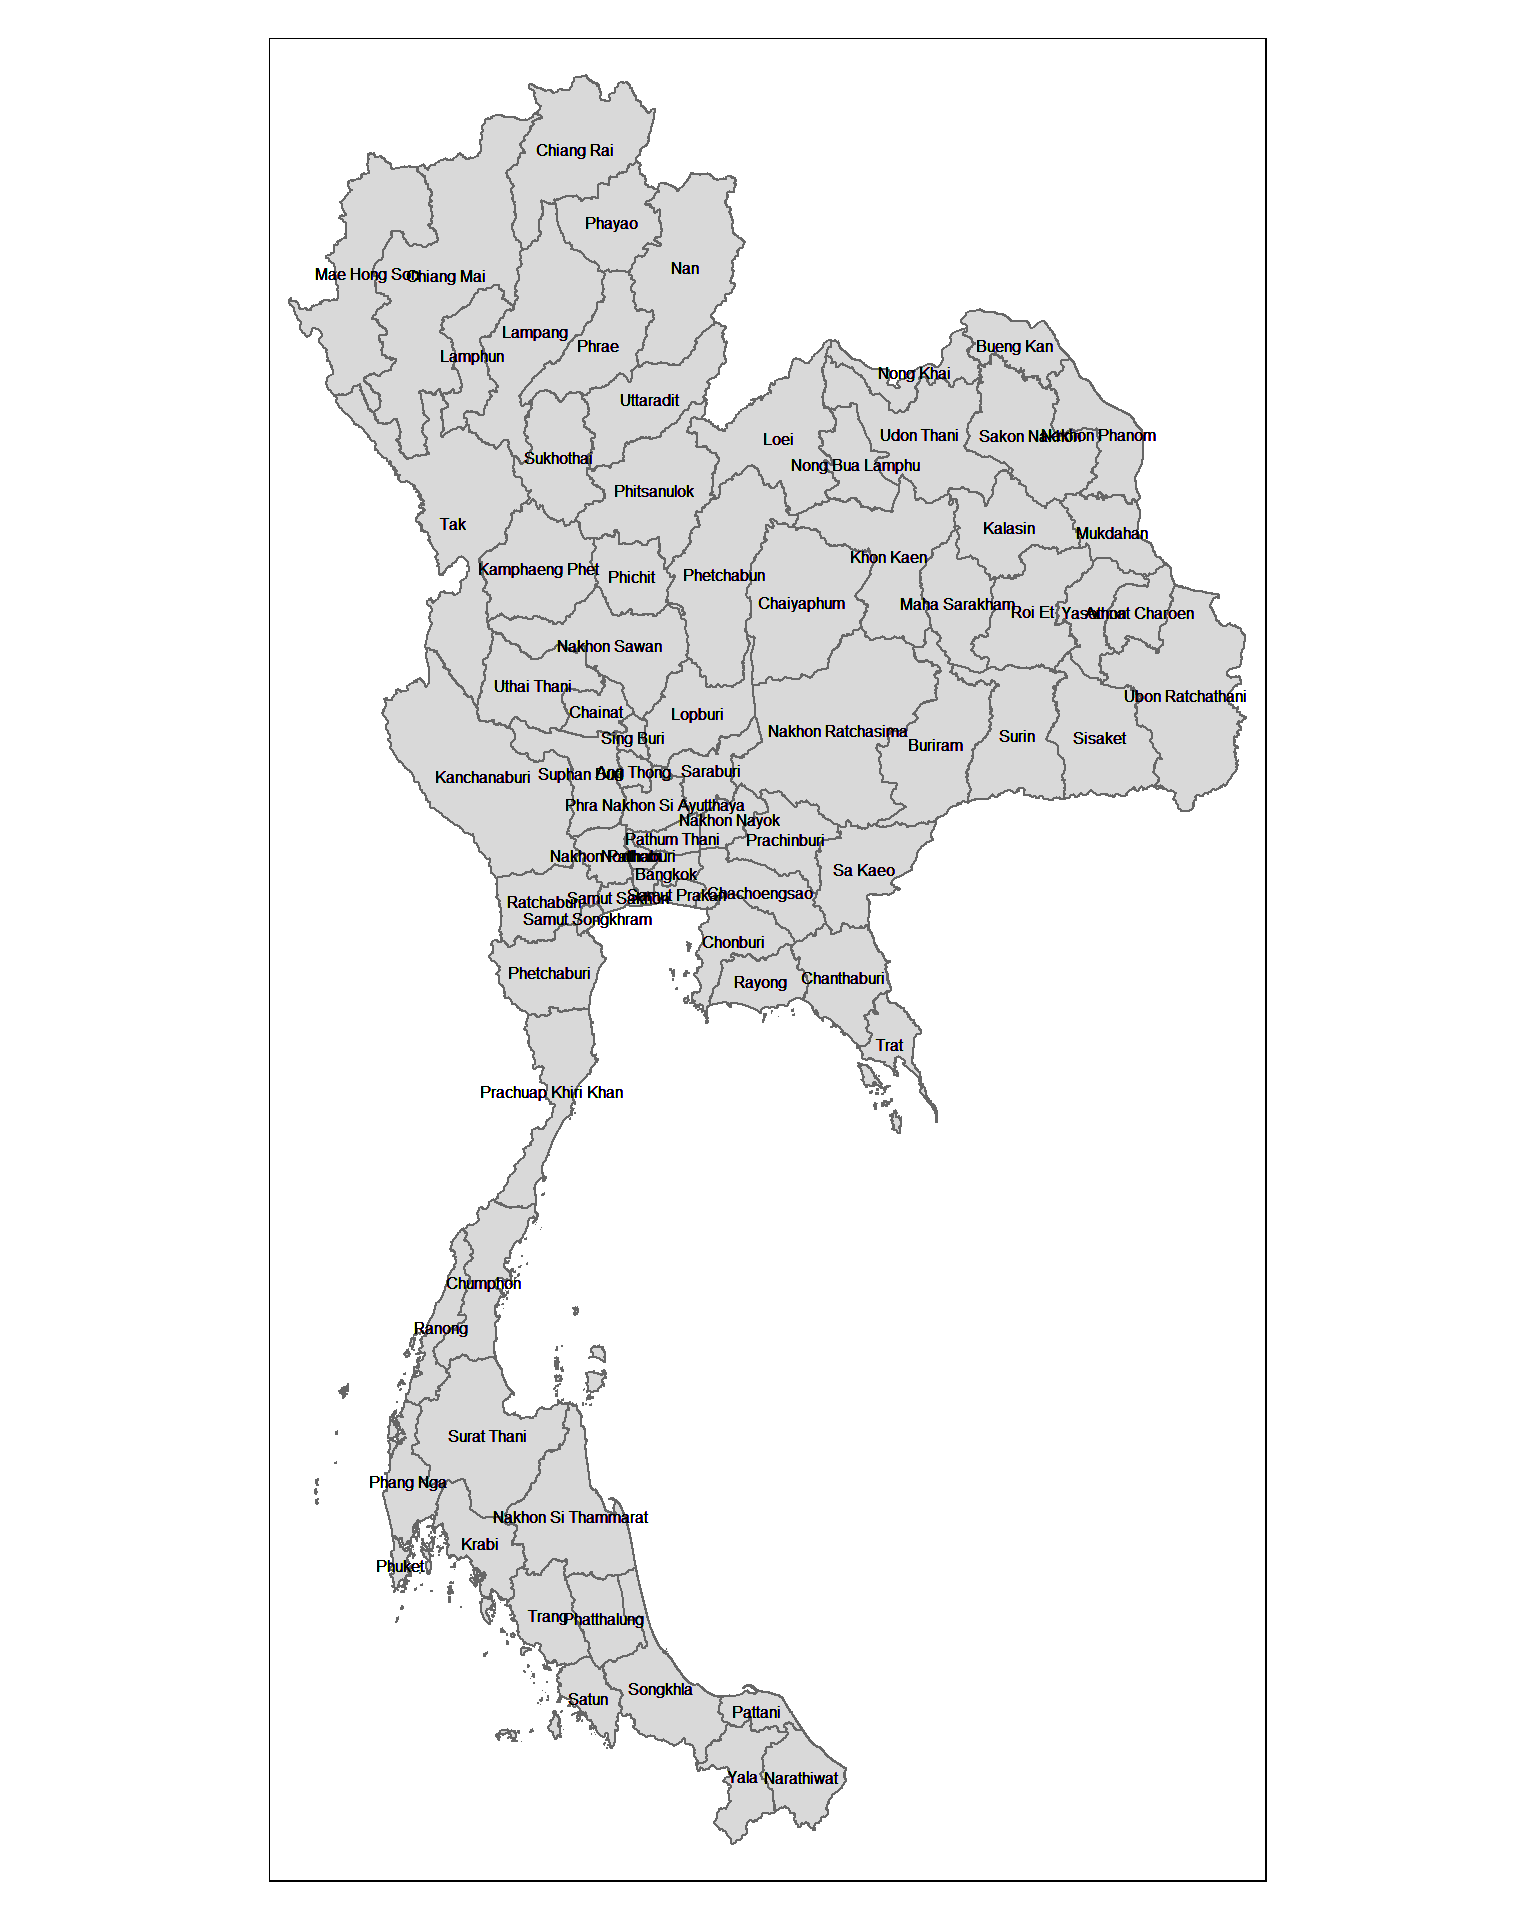 Chiang Rai
Phayao
Nan
Mae Hong Son
Chiang Mai
Lampang
Phrae
Lamphun
Bueng Kan
Nong Khai
Uttaradit
Loei
Udon Thani
Sakon Nakhon
Nakhon Phanom
Sukhothai
Nong Bua Lamphu
Phitsanulok
Tak
Kalasin
Mukdahan
Khon Kaen
Kamphaeng Phet
Phichit
Phetchabun
Chaiyaphum
Maha Sarakham
Roi Et
Yasothon
Amnat Charoen
Nakhon Sawan
Uthai Thani
Ubon Ratchathani
Chainat
Lopburi
Nakhon Ratchasima
Sing Buri
Buriram
Surin
Sisaket
Kanchanaburi
Suphan Buri
Ang Thong
Saraburi
Phra Nakhon Si Ayutthaya
Nakhon Nayok
Pathum Thani
Prachinburi
Nakhon Pathom
Nonthaburi
Sa Kaeo
Bangkok
Ratchaburi
Samut Sakhon
Samut Prakan
Chachoengsao
Samut Songkhram
Chonburi
Phetchaburi
Rayong
Chanthaburi
Trat
Prachuap Khiri Khan
Chumphon
Ranong
Surat Thani
Phang Nga
Nakhon Si Thammarat
Krabi
Phuket
Trang
Phatthalung
Songkhla
Satun
Pattani
Yala
Narathiwat